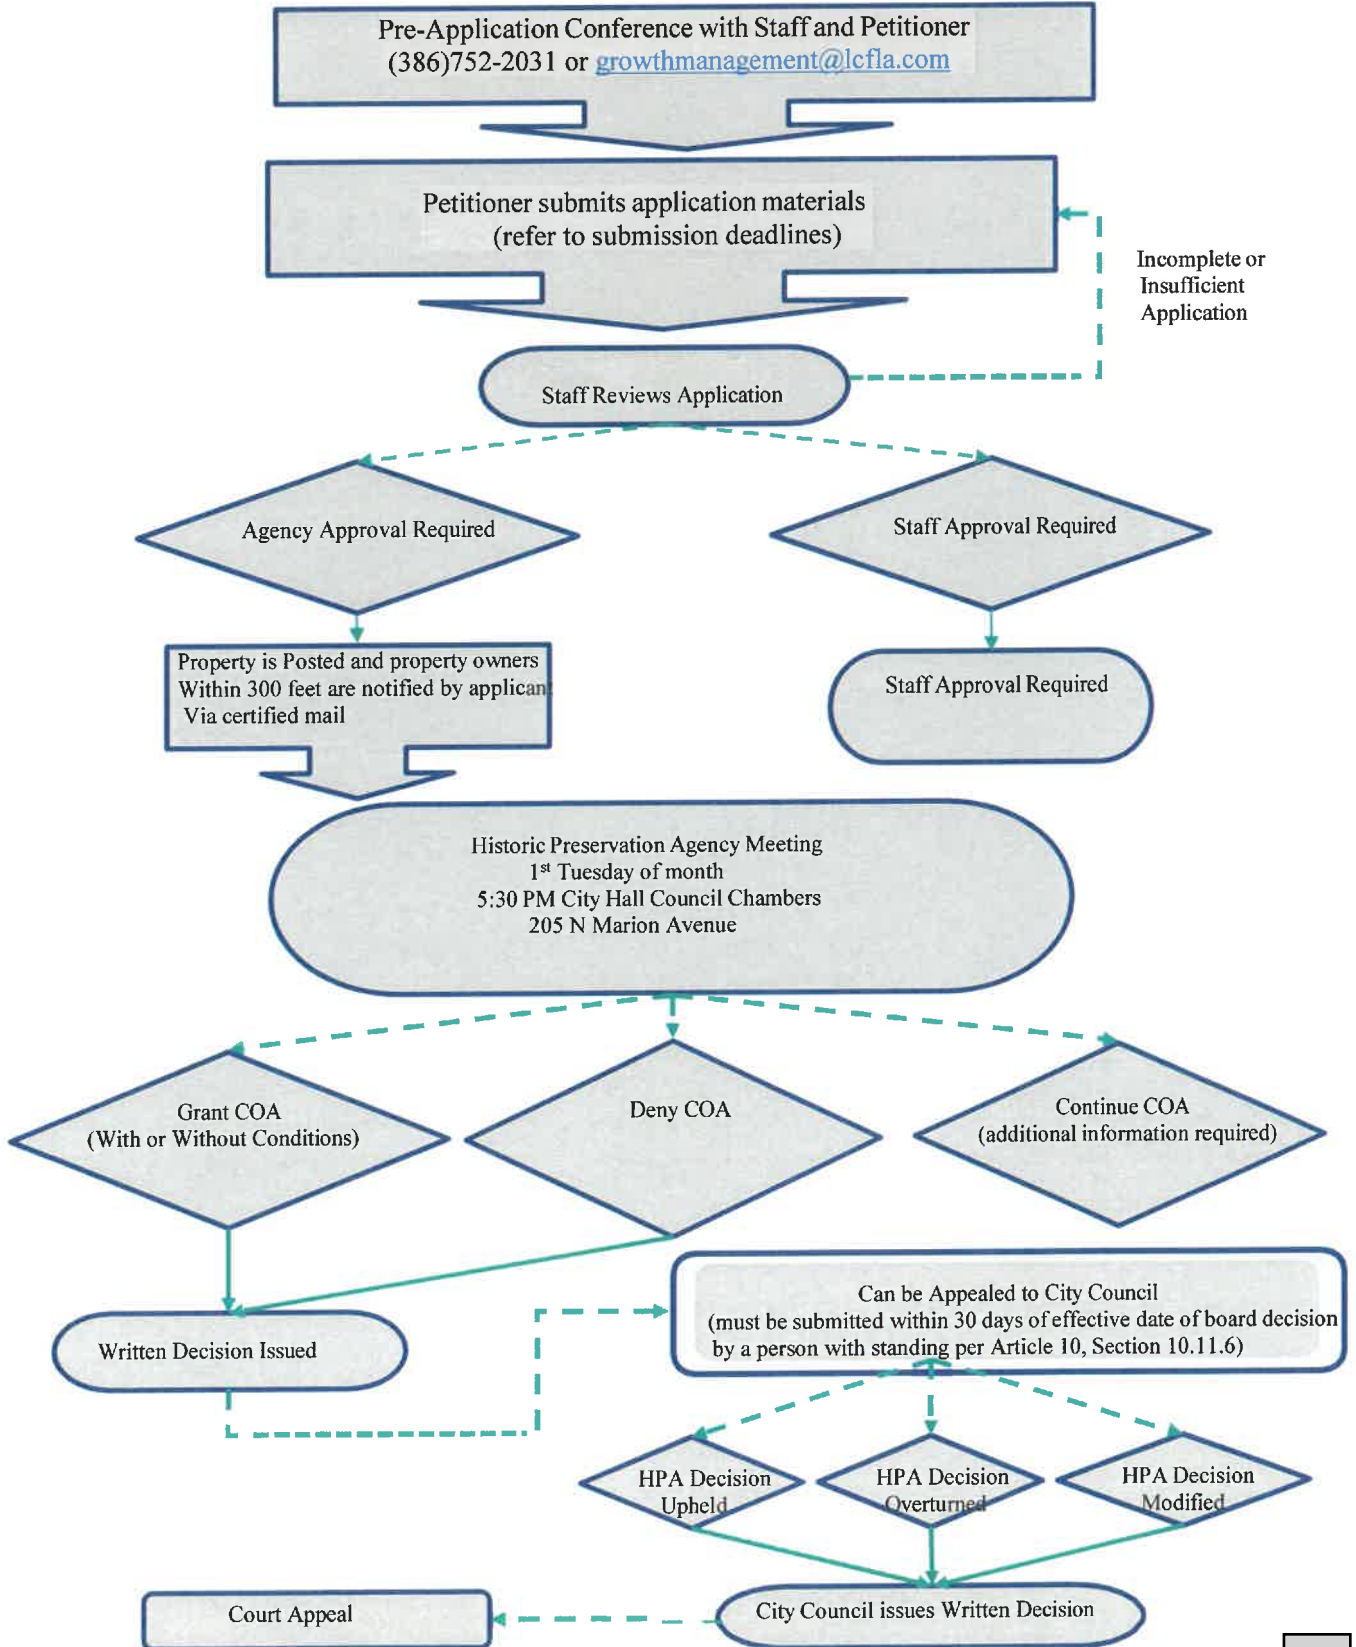 Pre-Application Conference with Staff and Petitioner
(386)752-2031 or growthmanagement@lcfla.com
Petitioner submits application materials
(refer to submission deadlines)
Incomplete or
Insufficient
Application
Staff Reviews Application
Agency Approval Required
Staff Approval Required
Property is Posted and property owners
Within 300 feet are notified by applicant
Via certified mail
Staff Approval Required
Historic Preservation Agency Meeting
1st Tuesday of month
5:30 PM City Hall Council Chambers
205 N Marion Avenue
Grant COA
(With or Without Conditions)
Deny COA
Continue COA
(additional information required)
Can be Appealed to City Council
(must be submitted within 30 days of effective date of board decision
by a person with standing per Article 10, Section 10.11.6)
Written Decision Issued
HPA Decision
Upheld
HPA Decision
Overturned
HPA Decision
Modified
City Council issues Written Decision
Court Appeal